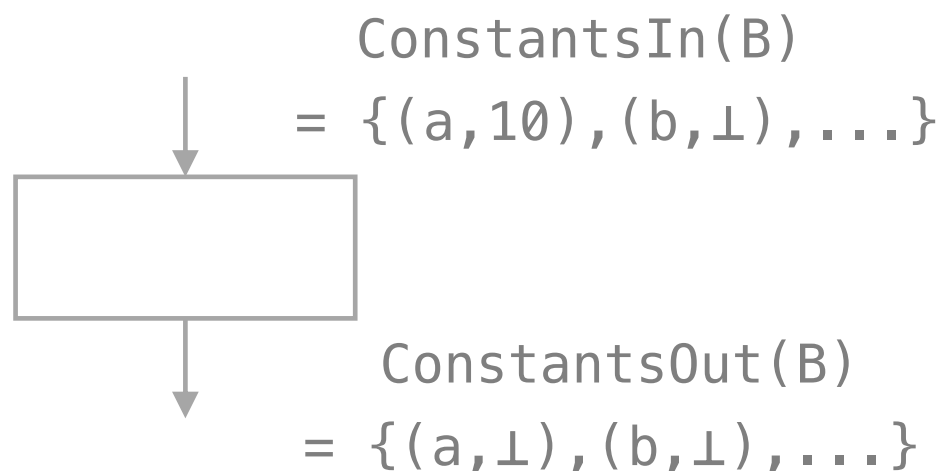 ConstantsIn(B)
= {(a,10),(b,⊥),...}
ConstantsOut(B)
= {(a,⊥),(b,⊥),...}